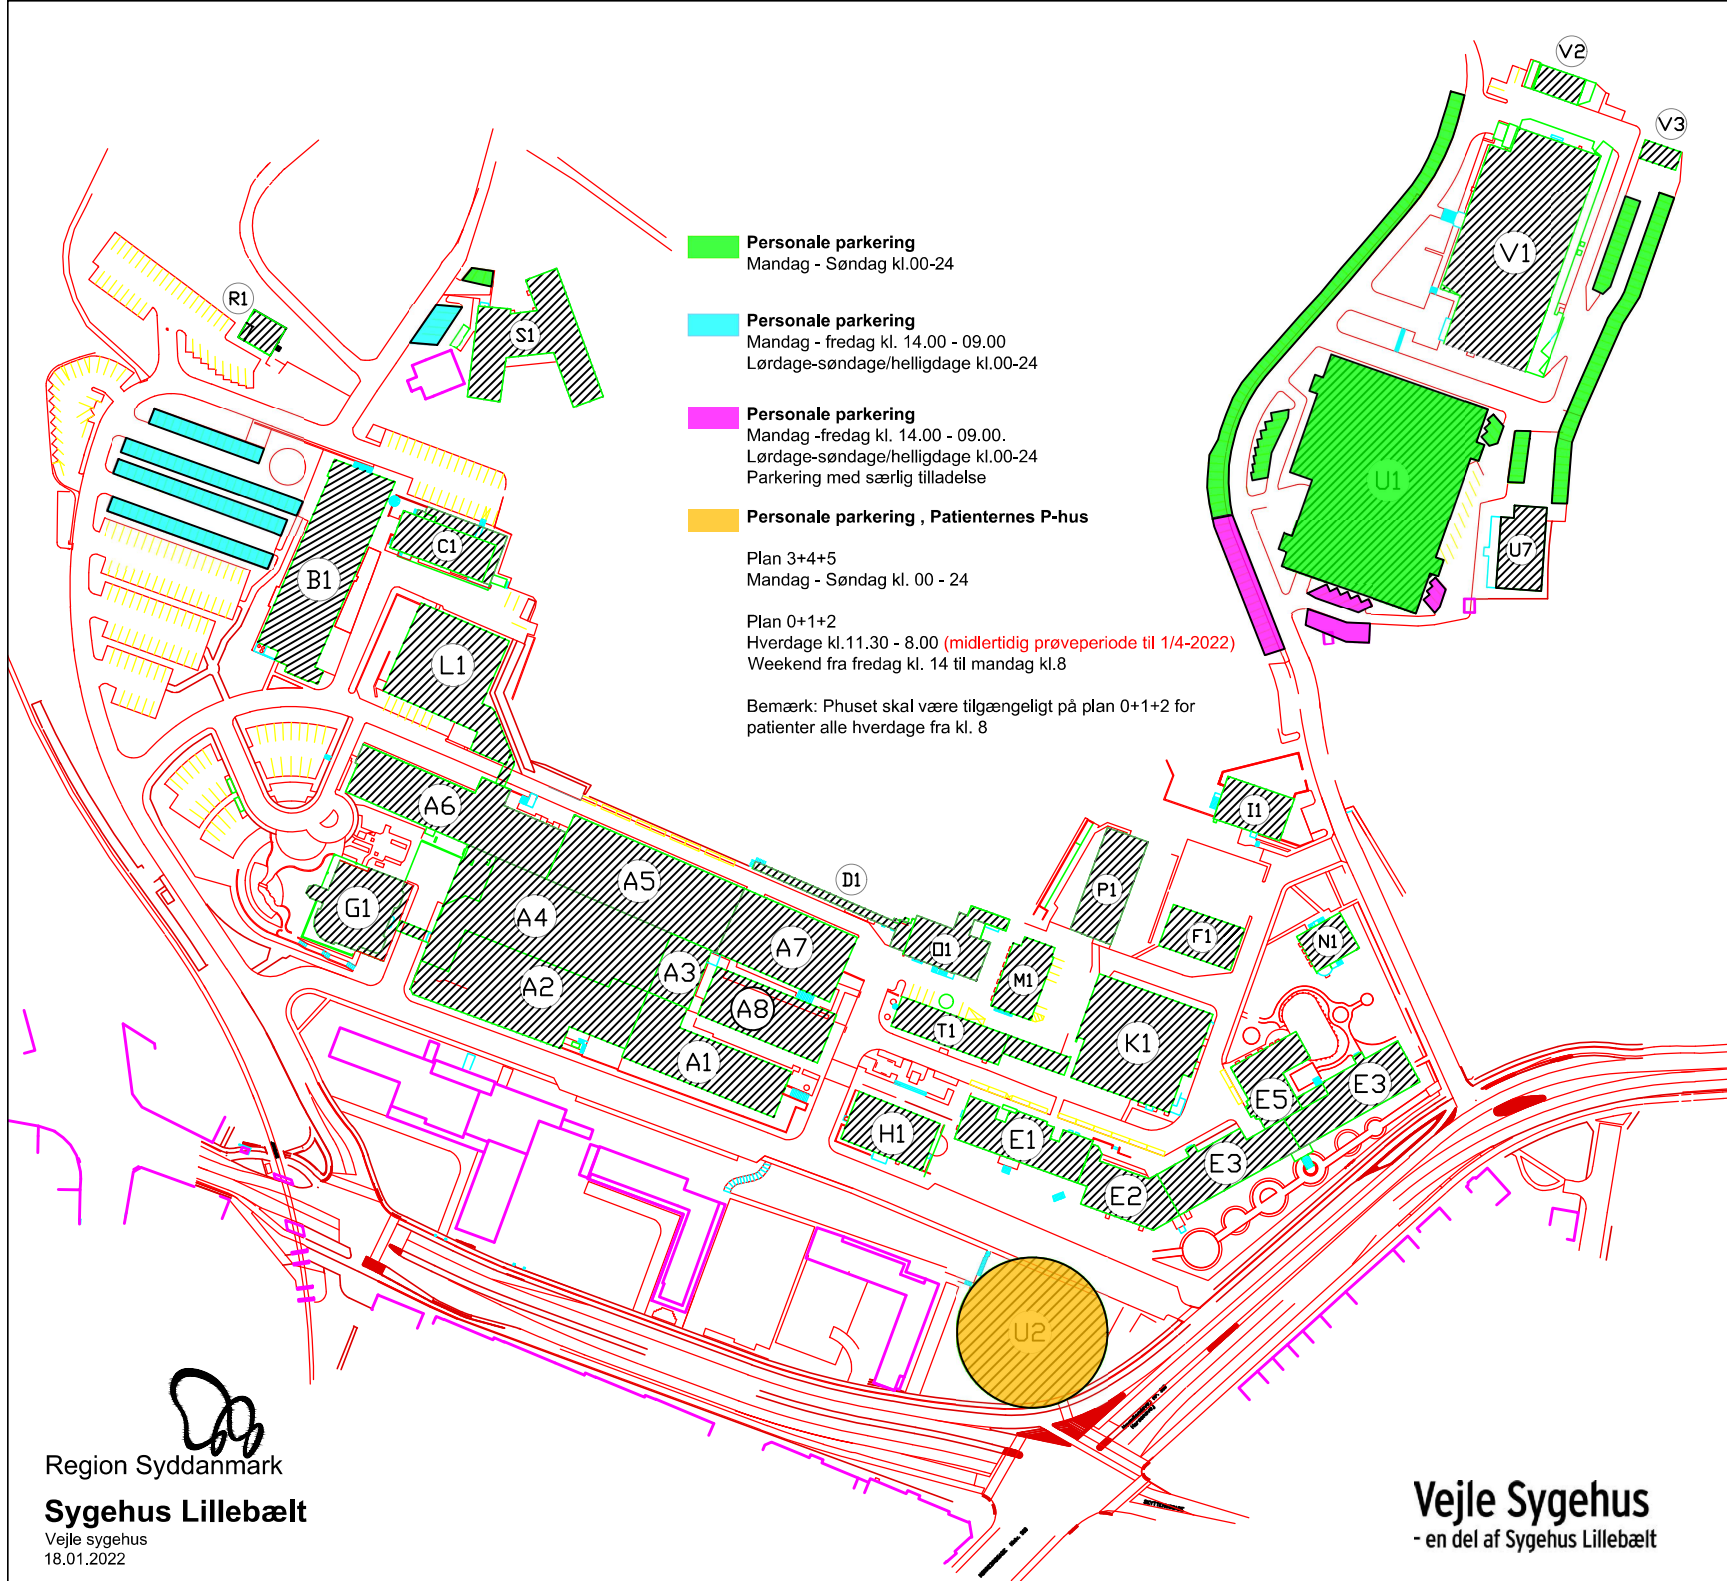 V2
V3
V1
R1
S1
Personale parkering
Mandag - Søndag kl.00-24
Personale parkering
Mandag - fredag kl. 14.00 - 09.00
Lørdage-søndage/helligdage kl.00-24
Personale parkering
Mandag -fredag kl. 14.00 - 09.00.
Lørdage-søndage/helligdage kl.00-24
Parkering med særlig tilladelse
Personale parkering , Patienternes P-hus
Plan 3+4+5
Mandag - Søndag kl. 00 - 24
Plan 0+1+2
Hverdage kl.11.30 - 8.00 (midlertidig prøveperiode til 1/4-2022)
Weekend fra fredag kl. 14 til mandag kl.8
Bemærk: Phuset skal være tilgængeligt på plan 0+1+2 for
patienter alle hverdage fra kl. 8
U1
U7
C1
B1
L1
A6
I1
A5
D1
P1
G1
A4
A7
O1
F1
N1
A3
A2
A8
M1
T1
K1
A1
E3
E5
H1
E1
E3
E2
U2
Region Syddanmark
Sygehus Lillebælt
Vejle sygehus
18.01.2022
Vejle Sygehus
- en del af Sygehus Lillebælt